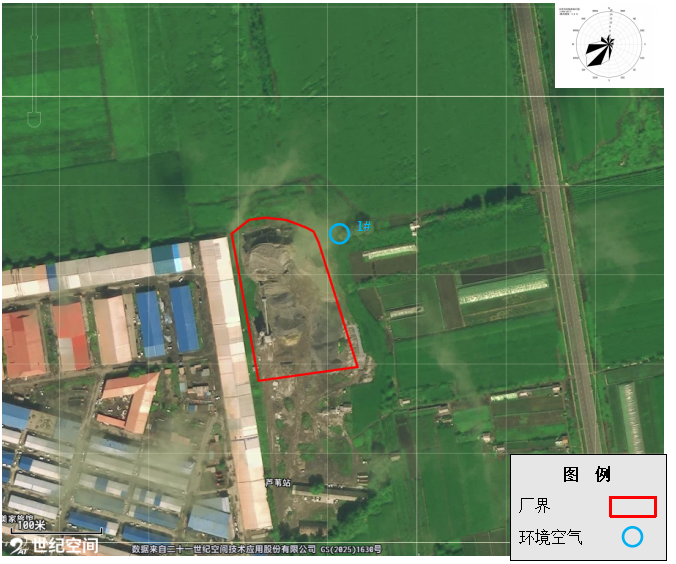 1#
芦苇站
图 例
厂界
环境空气
100米
世纪空间
数据来自二十一世纪空间技术应用股份有限公司 GS(2025)1630号